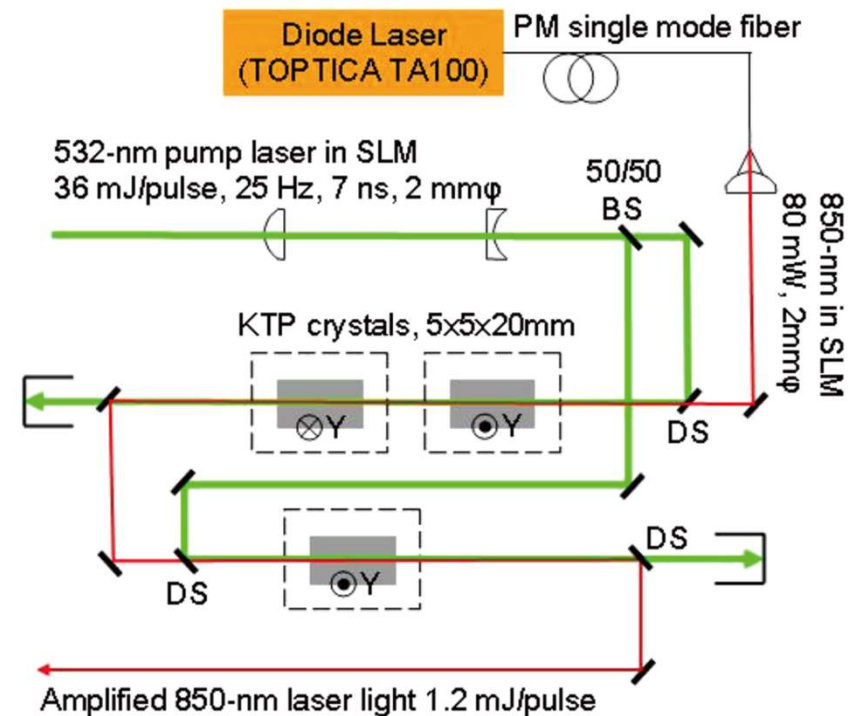 Diode Laser
(TOPTICA TA100)
PM single mode fiber
532-nm pump laser in SLM
36 mJ/pulse, 25 Hz, 7 ns, 2 mmφ
50/50
BS
850-nm in SLM
80 mW, 2mmφ
KTP crystals, 5x5x20mm
Y
Y
DS
DS
Y
DS
Amplified 850-nm laser light 1.2 mJ/pulse